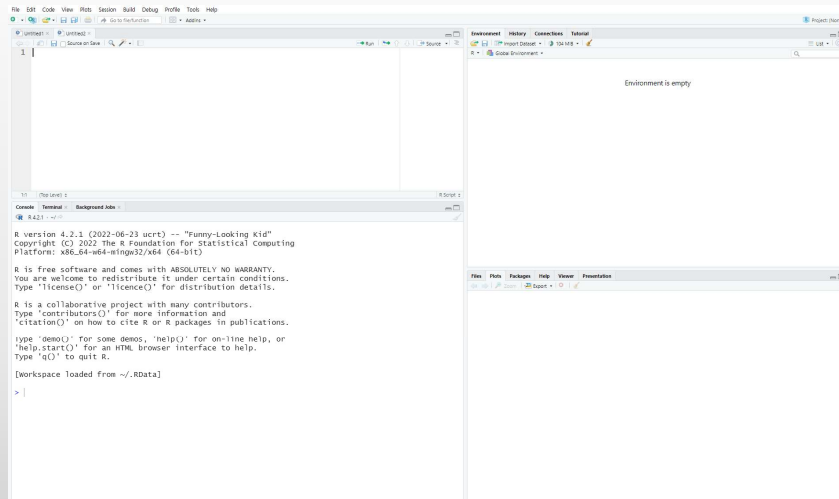 File Edit Code View Plots Session Build Debug Profile Tools Help
Go to file/function Addins
Project: (Non
Untitled1 × Untitled2 ×
Source on Save Run Source
1
1:1 (Top Level) R Script
Console Terminal × Background Jobs ×
R 4.2.1 · ~/
R version 4.2.1 (2022-06-23 ucrt) -- "Funny-Looking Kid"
Copyright (C) 2022 The R Foundation for Statistical Computing
Platform: x86_64-w64-mingw32/x64 (64-bit)
R is free software and comes with ABSOLUTELY NO WARRANTY.
You are welcome to redistribute it under certain conditions.
Type 'license()' or 'licence()' for distribution details.
R is a collaborative project with many contributors.
Type 'contributors()' for more information and
'citation()' on how to cite R or R packages in publications.
Type 'demo()' for some demos, 'help()' for on-line help, or
'help.start()' for an HTML browser interface to help.
Type 'q()' to quit R.
[Workspace loaded from ~/.RData]
>
Environment History Connections Tutorial
Import Dataset 104 MiB List
R Global Environment
Environment is empty
Files Plots Packages Help Viewer Presentation
Zoom Export